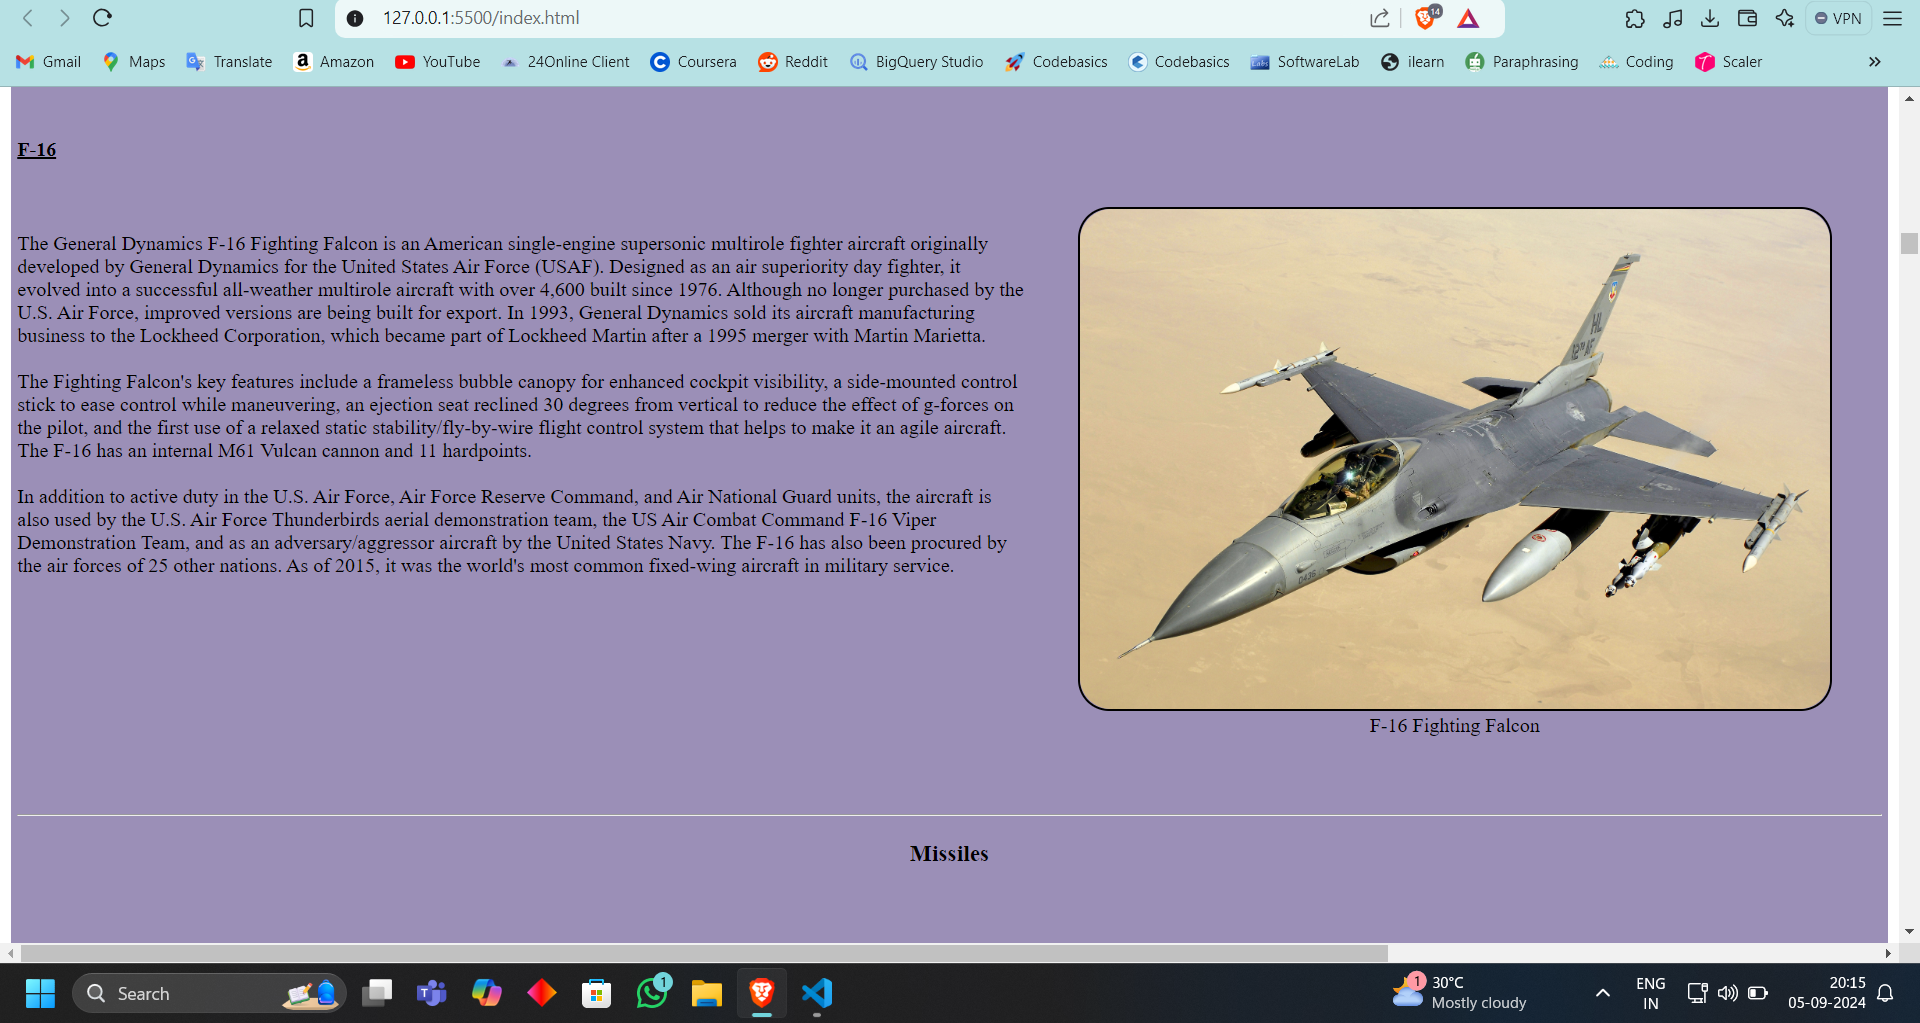 127.0.0.1:5500/index.html
14
VPN
Gmail
Maps
Translate
Amazon
YouTube
24Online Client
Coursera
Reddit
BigQuery Studio
Codebasics
Codebasics
SoftwareLab
ilearn
Paraphrasing
Coding
Scaler
»
F-16
The General Dynamics F-16 Fighting Falcon is an American single-engine supersonic multirole fighter aircraft originally
developed by General Dynamics for the United States Air Force (USAF). Designed as an air superiority day fighter, it
evolved into a successful all-weather multirole aircraft with over 4,600 built since 1976. Although no longer purchased by the
U.S. Air Force, improved versions are being built for export. In 1993, General Dynamics sold its aircraft manufacturing
business to the Lockheed Corporation, which became part of Lockheed Martin after a 1995 merger with Martin Marietta.
The Fighting Falcon's key features include a frameless bubble canopy for enhanced cockpit visibility, a side-mounted control
stick to ease control while maneuvering, an ejection seat reclined 30 degrees from vertical to reduce the effect of g-forces on
the pilot, and the first use of a relaxed static stability/fly-by-wire flight control system that helps to make it an agile aircraft.
The F-16 has an internal M61 Vulcan cannon and 11 hardpoints.
In addition to active duty in the U.S. Air Force, Air Force Reserve Command, and Air National Guard units, the aircraft is
also used by the U.S. Air Force Thunderbirds aerial demonstration team, the US Air Combat Command F-16 Viper
Demonstration Team, and as an adversary/aggressor aircraft by the United States Navy. The F-16 has also been procured by
the air forces of 25 other nations. As of 2015, it was the world's most common fixed-wing aircraft in military service.
HL
F-16 Fighting Falcon
Missiles
Search
1
1
30°C
Mostly cloudy
ENG
IN
20:15
05-09-2024